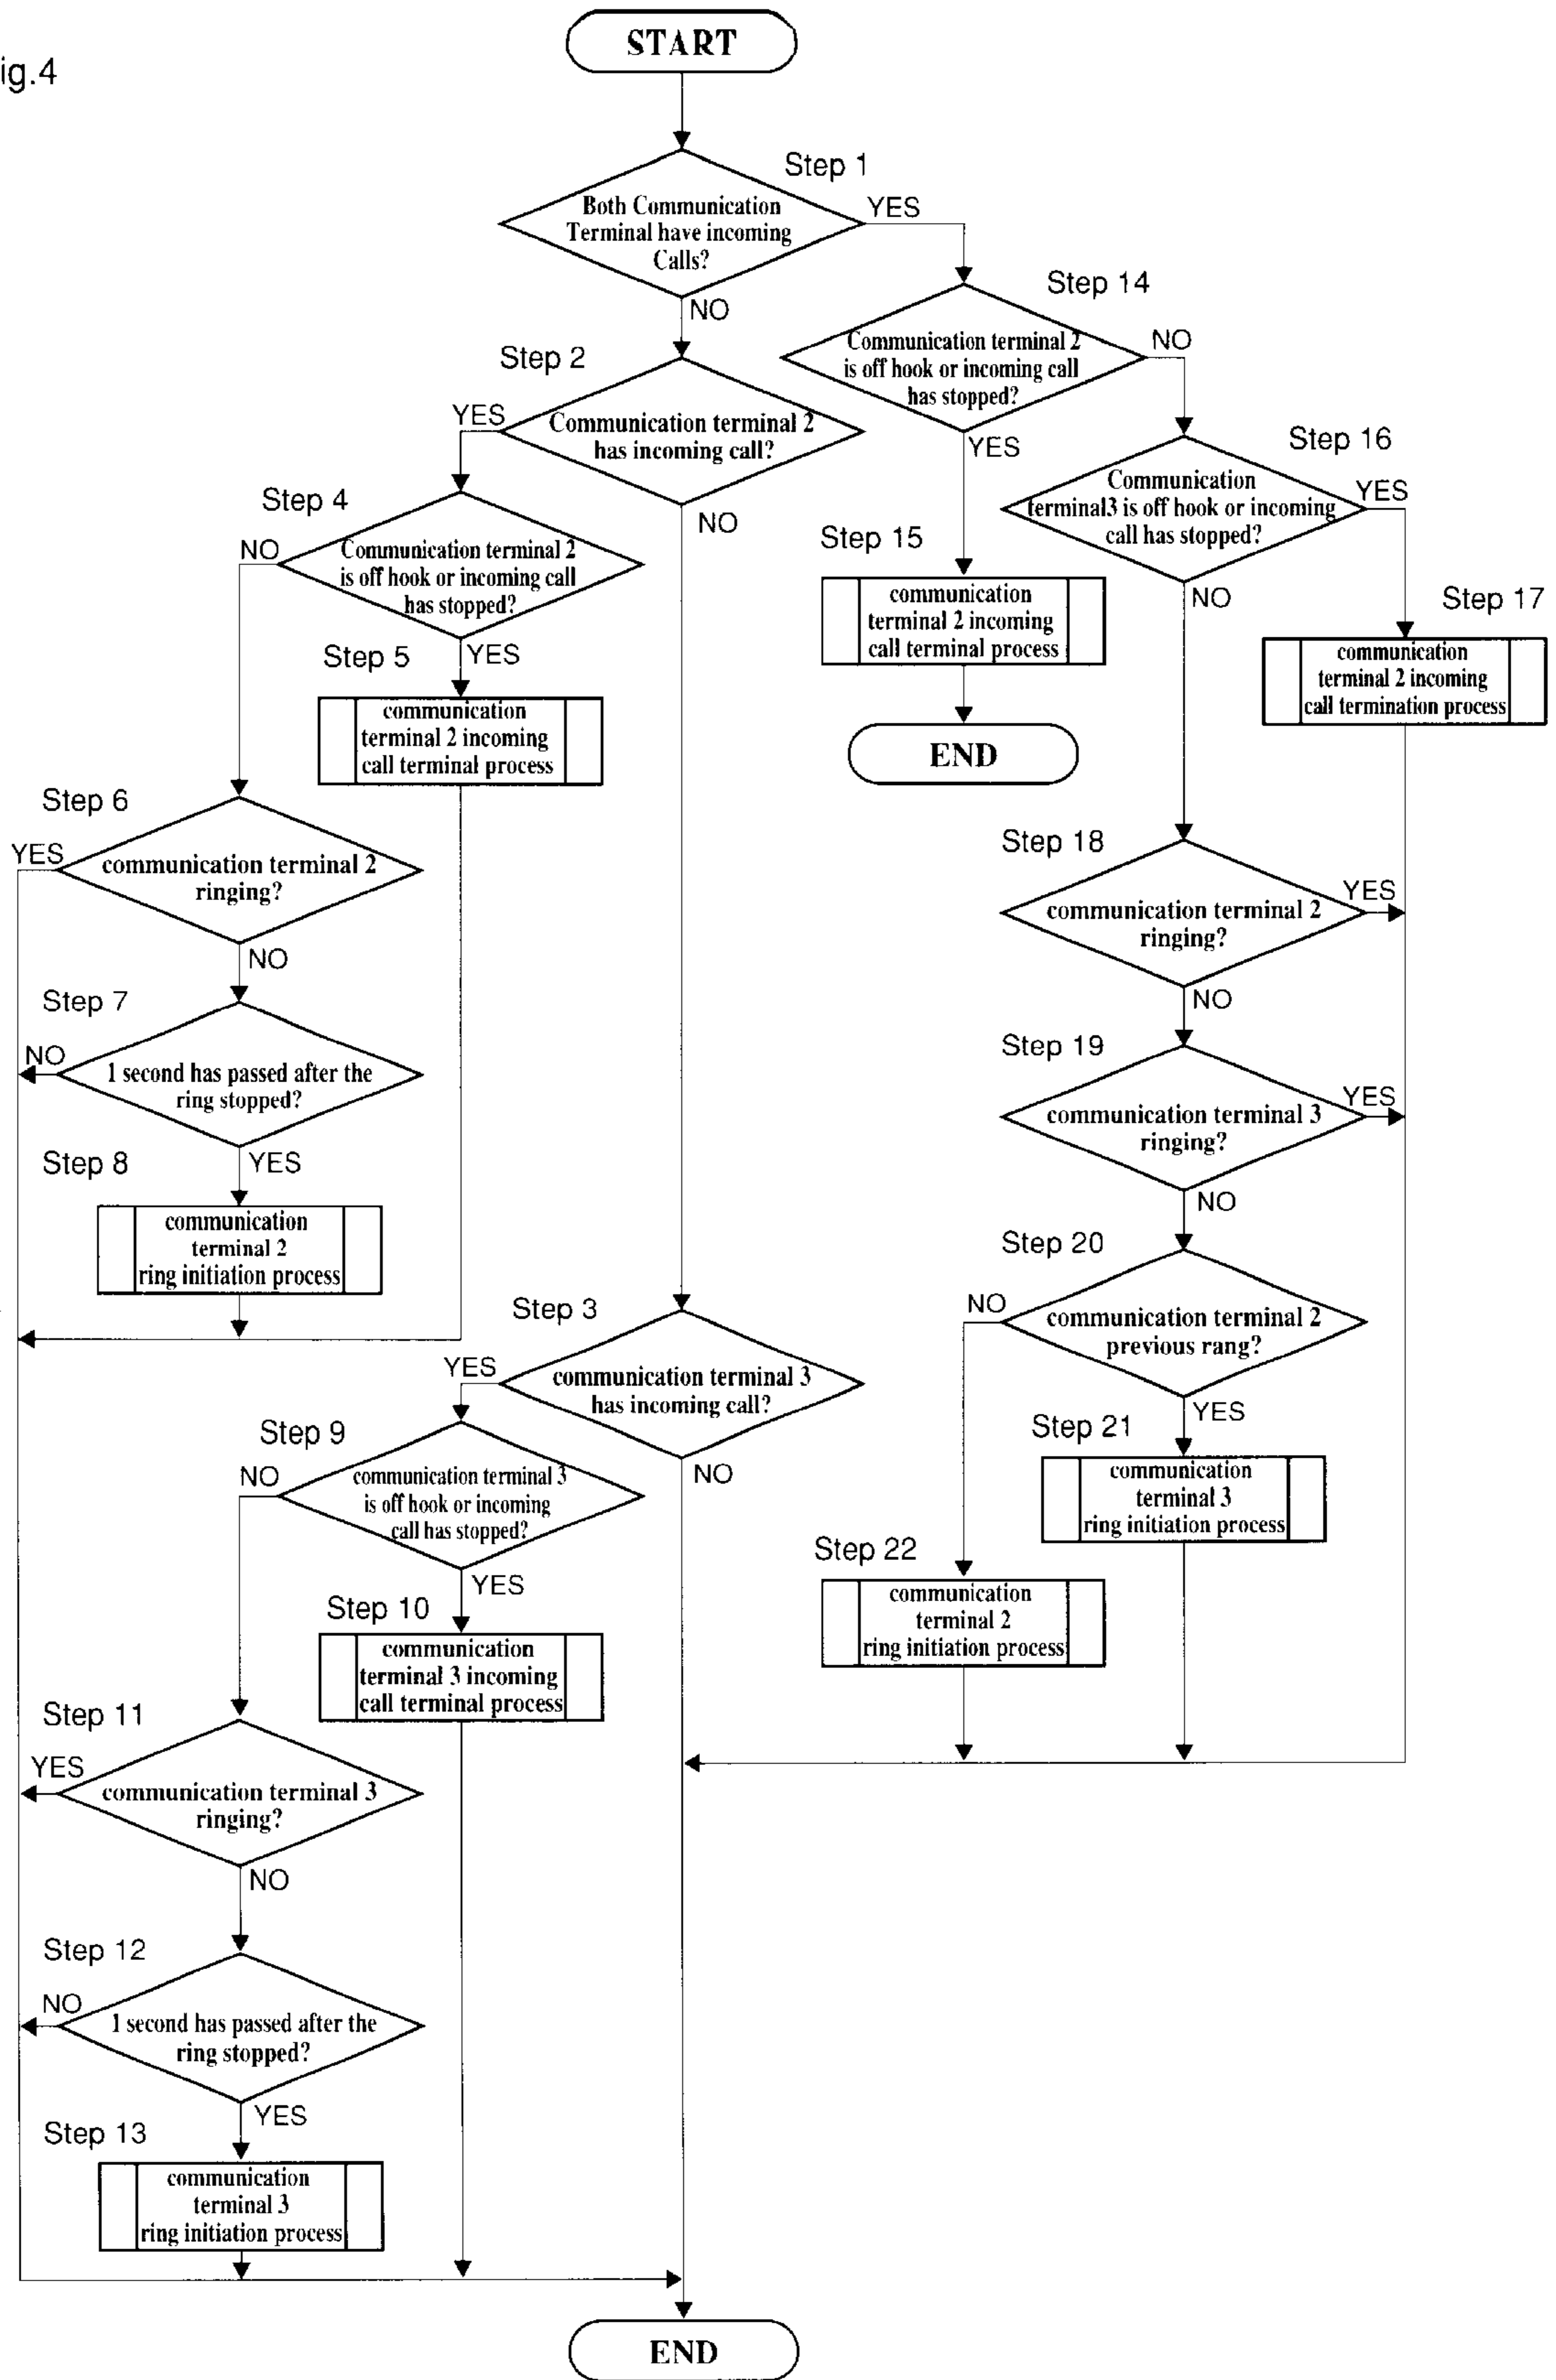 ig.4
START
Step 1
Both Communication
Terminal have incoming
Calls?
YES
NO
Step 14
Communication terminal 2
is off hook or incoming call
has stopped?
NO
YES
Step 2
Communication terminal 2
has incoming call?
YES
NO
Step 16
Communication
terminal3 is off hook or incoming
call has stopped?
YES
NO
Step 4
Communication terminal 2
is off hook or incoming call
has stopped?
NO
YES
Step 15
communication
terminal 2 incoming
call terminal process
END
Step 17
communication
terminal 2 incoming
call termination process
Step 5
communication
terminal 2 incoming
call terminal process
Step 6
communication terminal 2
ringing?
YES
NO
Step 18
communication terminal 2
ringing?
YES
NO
Step 7
1 second has passed after the
ring stopped?
NO
YES
Step 19
communication terminal 3
ringing?
YES
NO
Step 8
communication
terminal 2
ring initiation process
Step 20
communication terminal 2
previous rang?
NO
YES
Step 3
communication terminal 3
has incoming call?
YES
NO
Step 21
communication
terminal 3
ring initiation process
Step 9
communication terminal 3
is off hook or incoming
call has stopped?
NO
YES
Step 22
communication
terminal 2
ring initiation process
Step 10
communication
terminal 3 incoming
call terminal process
Step 11
communication terminal 3
ringing?
YES
NO
Step 12
1 second has passed after the
ring stopped?
NO
YES
Step 13
communication
terminal 3
ring initiation process
END